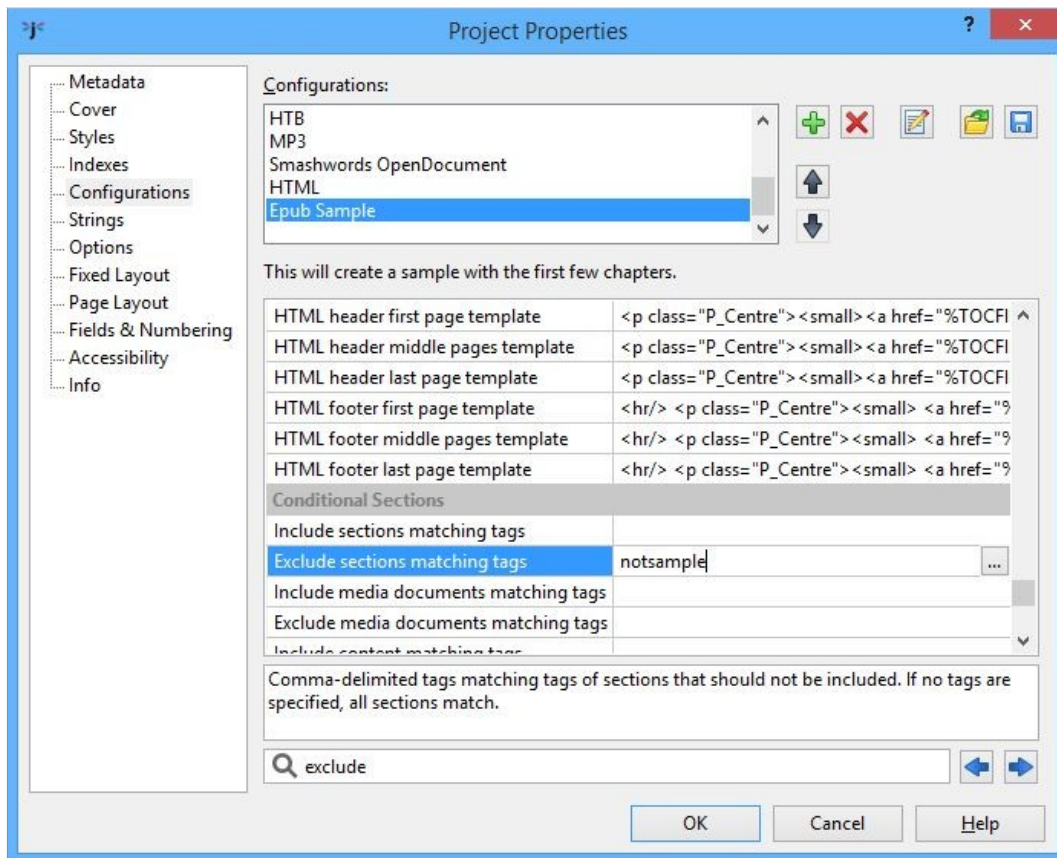 Project Properties
?
Metadata
Cover
Styles
Indexes
Configurations
Strings
Options
Fixed Layout
Page Layout
Fields & Numbering
Accessibility
Info
Configurations:
HTB
MP3
Smashwords OpenDocument
HTML
Epub Sample
This will create a sample with the first few chapters.
HTML header first page template <p class="P_Centre"><small><a href="%TOCFI
HTML header middle pages template <p class="P_Centre"><small><a href="%TOCFI
HTML header last page template <p class="P_Centre"><small><a href="%TOCFI
HTML footer first page template <hr/> <p class="P_Centre"><small> <a href="%
HTML footer middle pages template <hr/> <p class="P_Centre"><small> <a href="%
HTML footer last page template <hr/> <p class="P_Centre"><small> <a href="%
Conditional Sections
Include sections matching tags
Exclude sections matching tags notsample ...
Include media documents matching tags
Exclude media documents matching tags
Include content matching tags
Comma-delimited tags matching tags of sections that should not be included. If no tags are
specified, all sections match.
exclude
OK Cancel Help